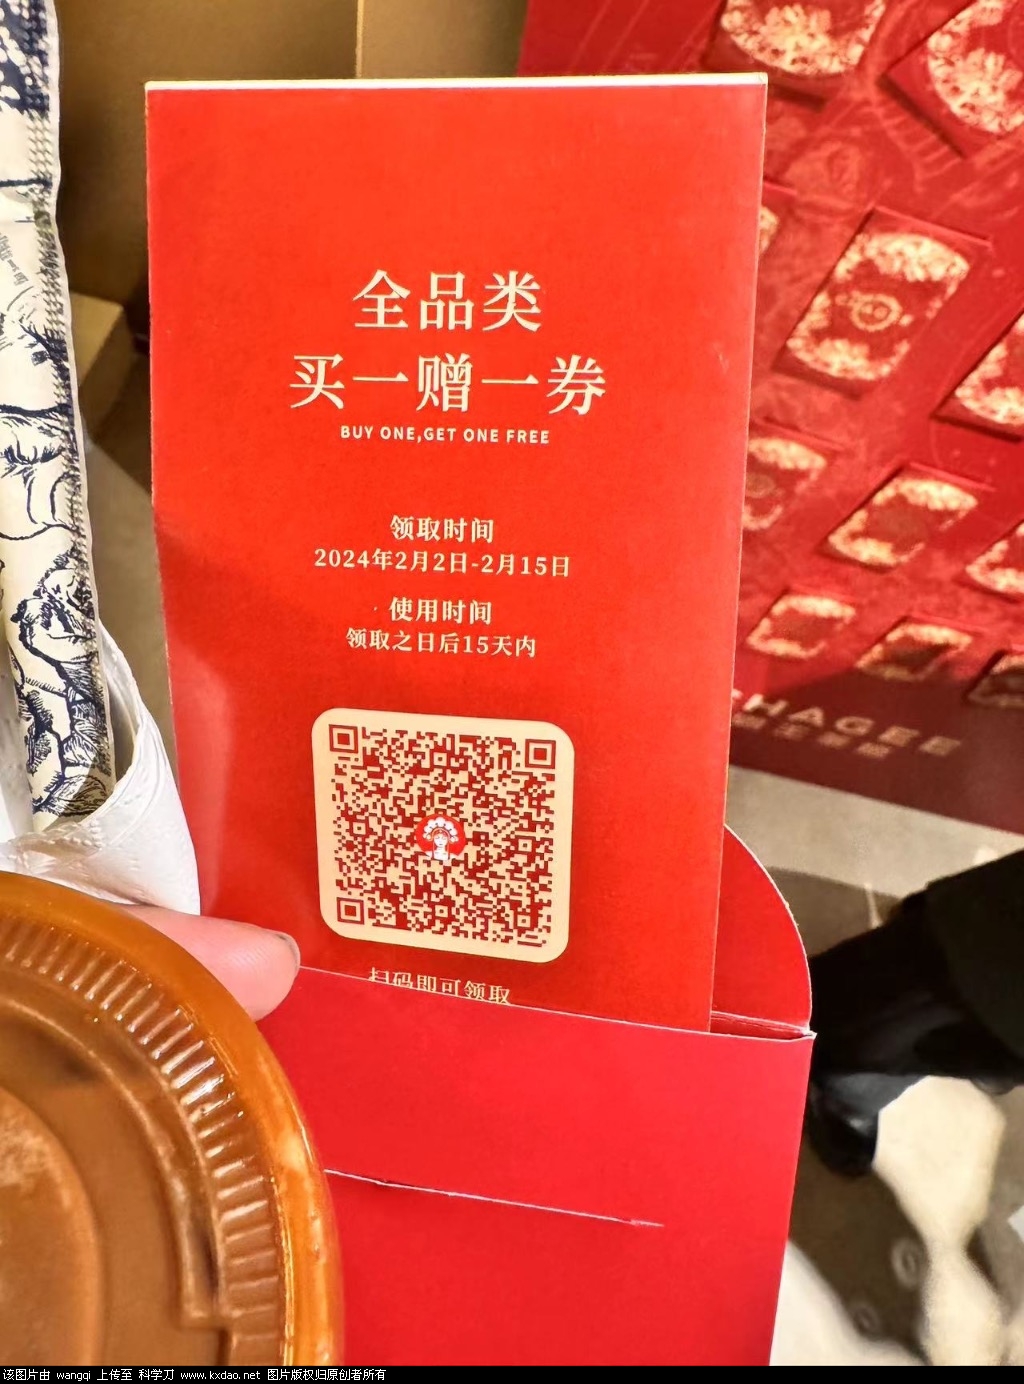 全品类
买一赠一券
BUY ONE,GET ONE FREE
领取时间
2024年2月2日-2月15日
使用时间
领取之日后15天内
扫码即可领取
HAGEE
该图片由 wangqi 上传至 科学刀 www.kxdao.net 图片版权归原创者所有